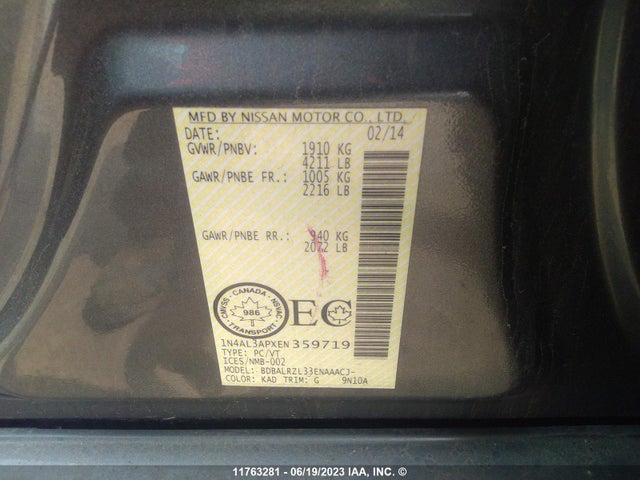 MFD BY NISSAN MOTOR CO., LTD.
DATE: 02/14
GVWR/PNBV: 1910 KG
4211 LB
GAWR/PNBE FR.: 1005 KG
2216 LB
GAWR/PNBE RR.: 940 KG
2072 LB
CMVSS · CANADA · NSVAC
986
TRANSPORT
EC
1N4AL3APXEN359719
TYPE: PC/VT
ICES/NMB-002
MODEL: BDBALRZL33ENAAACJ-
COLOR: KAD TRIM: G 9N10A
11763281 - 06/19/2023 IAA, INC. ©